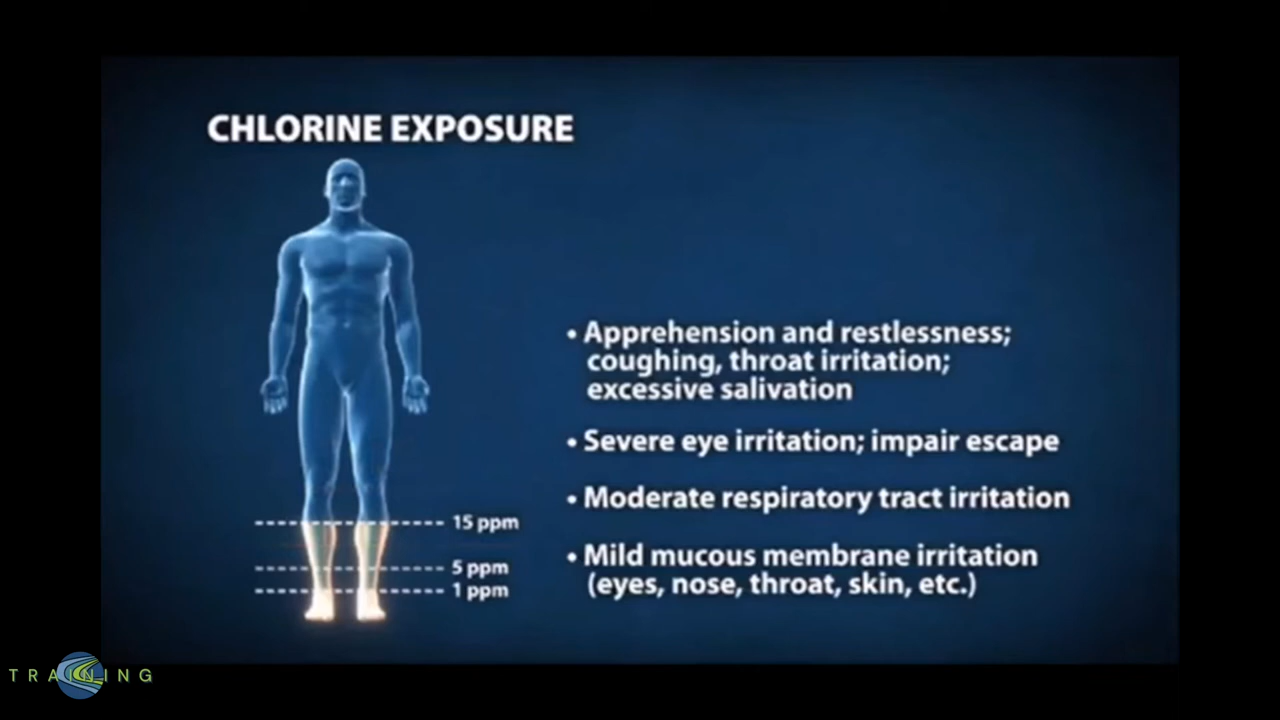 CHLORINE EXPOSURE
• Apprehension and restlessness;
coughing, throat irritation;
excessive salivation
• Severe eye irritation; impair escape
• Moderate respiratory tract irritation
15 ppm
• Mild mucous membrane irritation
(eyes, nose, throat, skin, etc.)
5 ppm
1 ppm
TRAINING